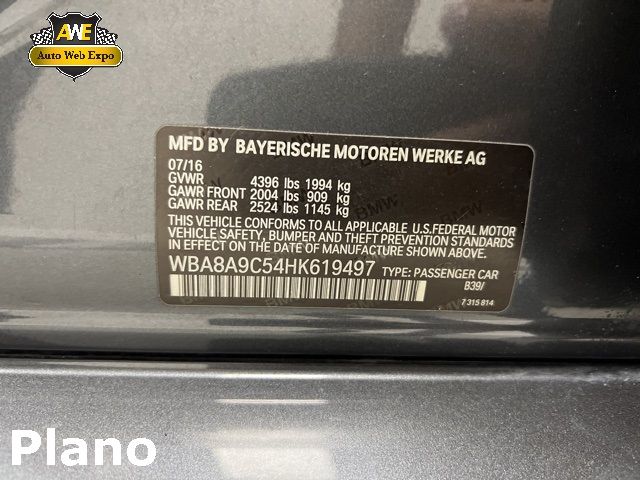 AWE
Auto Web Expo
MFD BY BAYERISCHE MOTOREN WERKE AG
07/16
GVWR 4396 lbs 1994 kg
GAWR FRONT 2004 lbs 909 kg
GAWR REAR 2524 lbs 1145 kg
THIS VEHICLE CONFORMS TO ALL APPLICABLE U.S.FEDERAL MOTOR
VEHICLE SAFETY, BUMPER AND THEFT PREVENTION STANDARDS
IN EFFECT ON THE DATE OF MANUFACTURE SHOWN ABOVE.
WBA8A9C54HK619497 TYPE: PASSENGER CAR
B39/
7 315 814
Plano